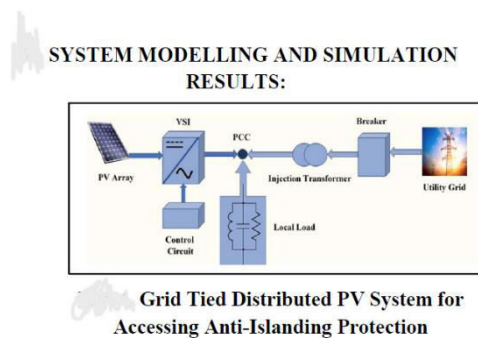 SYSTEM MODELLING AND SIMULATION
RESULTS:
VSI
PCC
Breaker
PV Array
Injection Transformer
Utility Grid
Control
Circuit
Local Load
Grid Tied Distributed PV System for
Accessing Anti-Islanding Protection